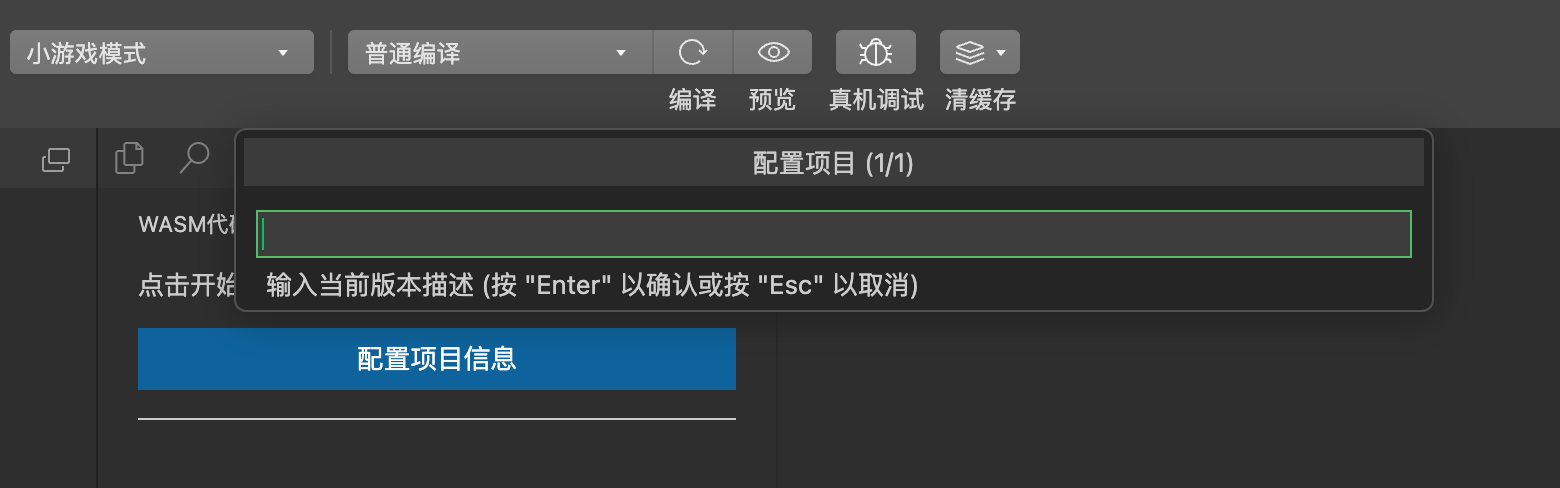 小游戏模式
普通编译
编译
预览
真机调试
清缓存
配置项目 (1/1)
WASM代
点击开始
输入当前版本描述 (按 "Enter" 以确认或按 "Esc" 以取消)
配置项目信息